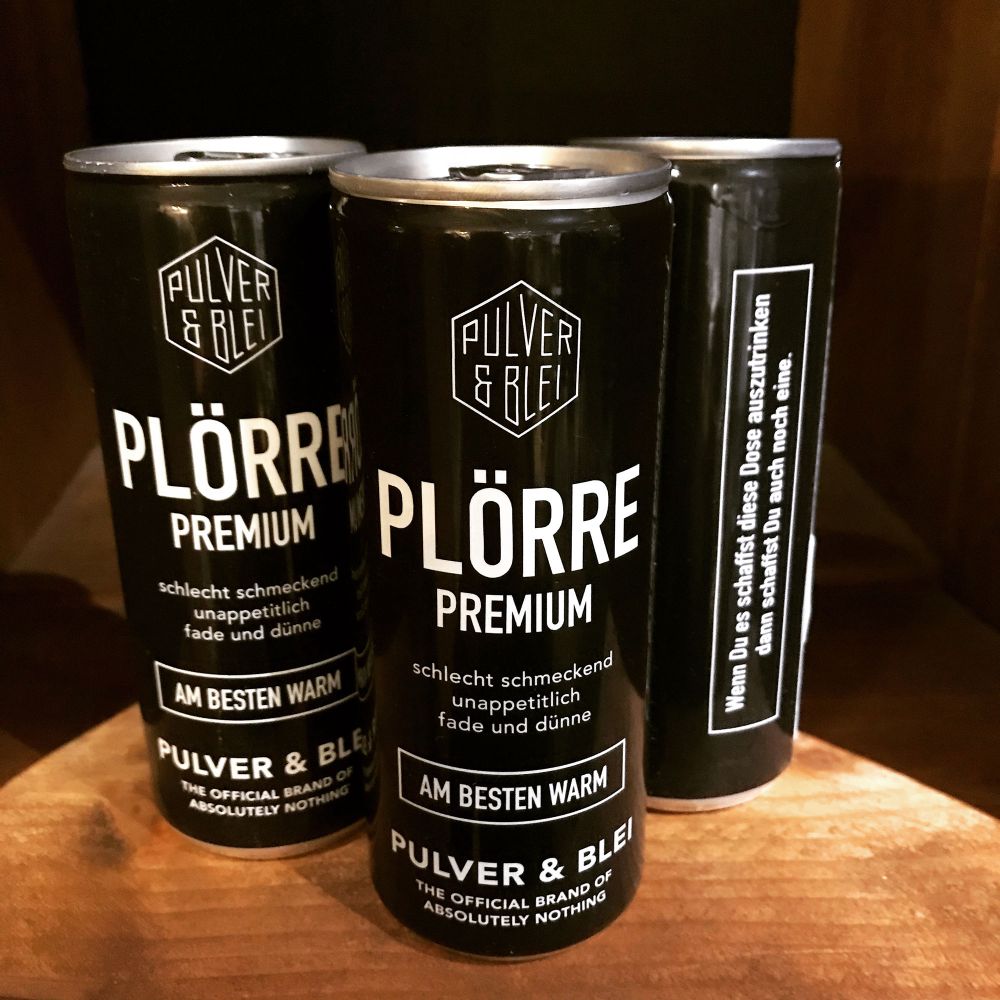 PULVER
& BLEI
PLÖRRE
PREMIUM
schlecht schmeckend
unappetitlich
fade und dünne
AM BESTEN WARM
PULVER & BLE
THE OFFICIAL BRAND OF
ABSOLUTELY NOTHING
PULVER
& BLEI
PLÖRRE
PREMIUM
schlecht schmeckend
unappetitlich
fade und dünne
AM BESTEN WARM
PULVER & BLEI
THE OFFICIAL BRAND OF
ABSOLUTELY NOTHING
Wenn Du es schaffst diese Dose auszutrinken
dann schaffst Du auch noch eine.